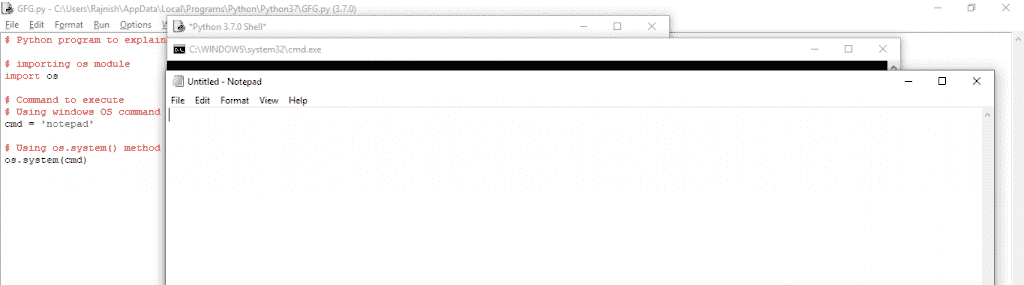 GFG.py - C:\Users\Rajnish\AppData\Local\Programs\Python\Python37\GFG.py (3.7.0)
File Edit Format Run Options
*Python 3.7.0 Shell*
C:\WINDOWS\system32\cmd.exe
Untitled - Notepad
File Edit Format View Help
# Python program to explain
# importing os module
import os
# Command to execute
# Using windows OS command
cmd = 'notepad'
# Using os.system() method
os.system(cmd)